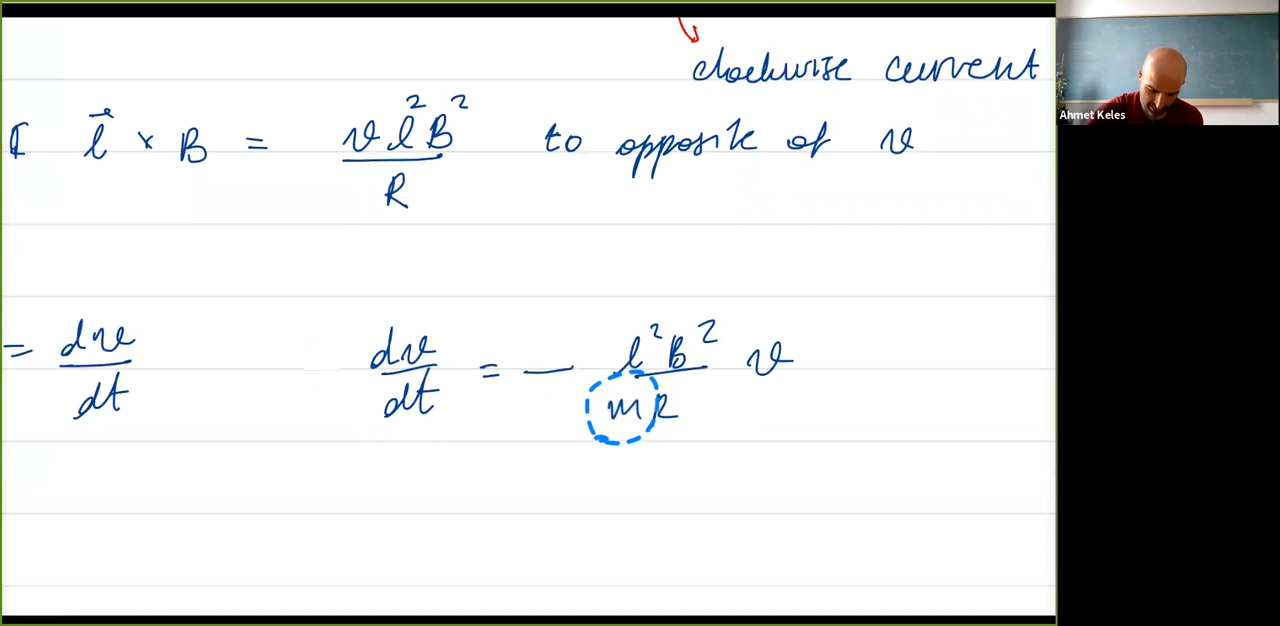 clockwise current
I l⃗ × B = vl²B²/R to opposite of v
= dv/dt dv/dt = — l²B²/mR v
Ahmet Keles